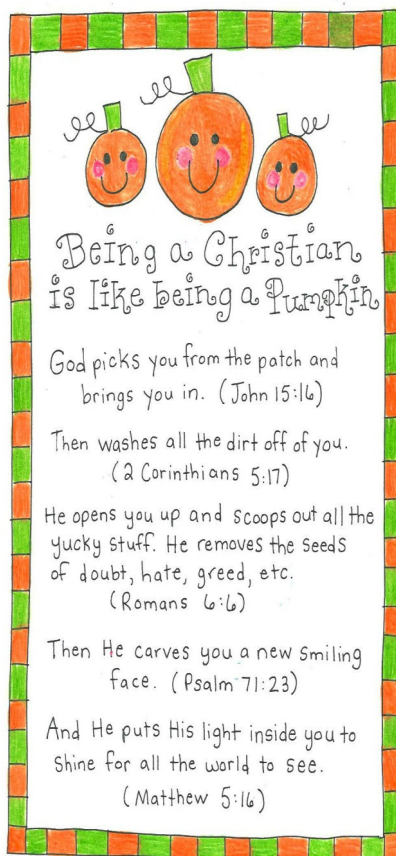 Being a Christian
is like being a Pumpkin
God picks you from the patch and
brings you in. (John 15:16)
Then washes all the dirt off of you.
(2 Corinthians 5:17)
He opens you up and scoops out all the
yucky stuff. He removes the seeds
of doubt, hate, greed, etc.
(Romans 6:6)
Then He carves you a new smiling
face. (Psalm 71:23)
And He puts His light inside you to
shine for all the world to see.
(Matthew 5:16)